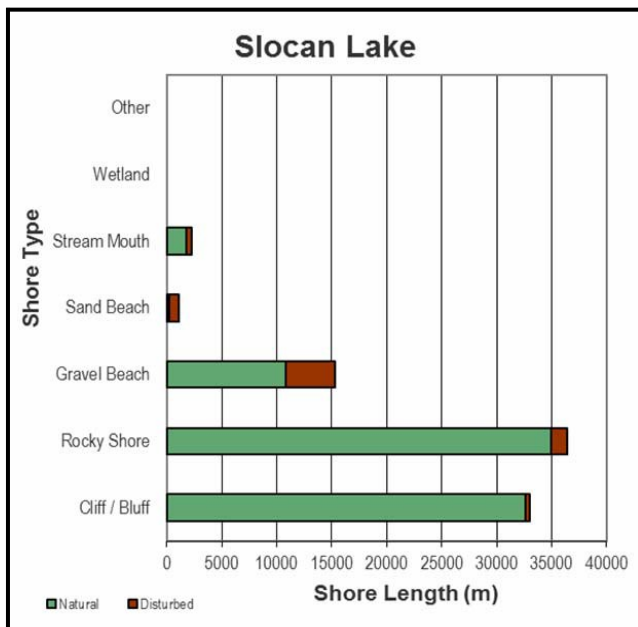 Slocan Lake
Shore Type
Other
Wetland
Stream Mouth
Sand Beach
Gravel Beach
Rocky Shore
Cliff / Bluff
0 5000 10000 15000 20000 25000 30000 35000 40000
Shore Length (m)
Natural Disturbed